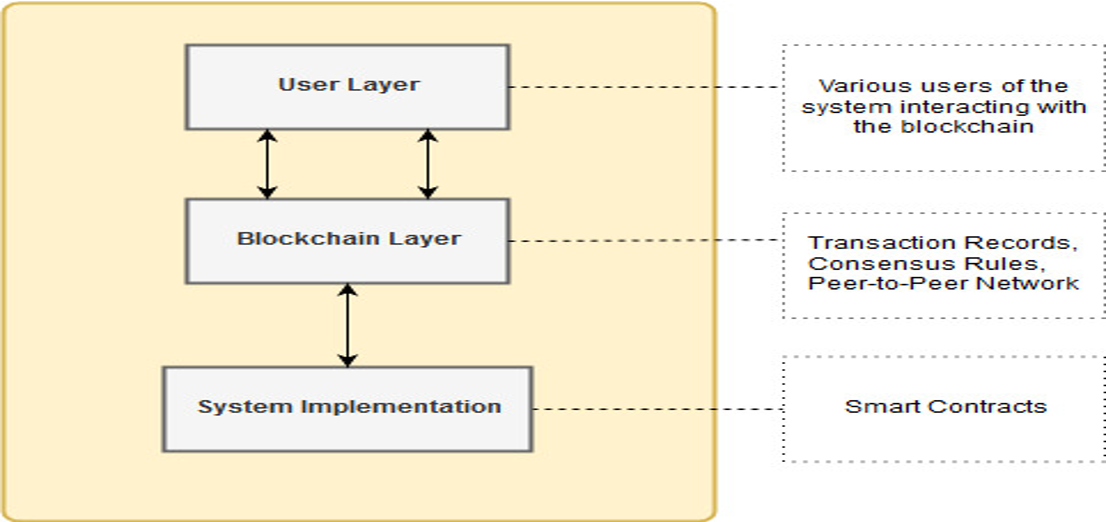 User Layer
Various users of the
system interacting with
the blockchain
Blockchain Layer
Transaction Records,
Consensus Rules,
Peer-to-Peer Network
System Implementation
Smart Contracts